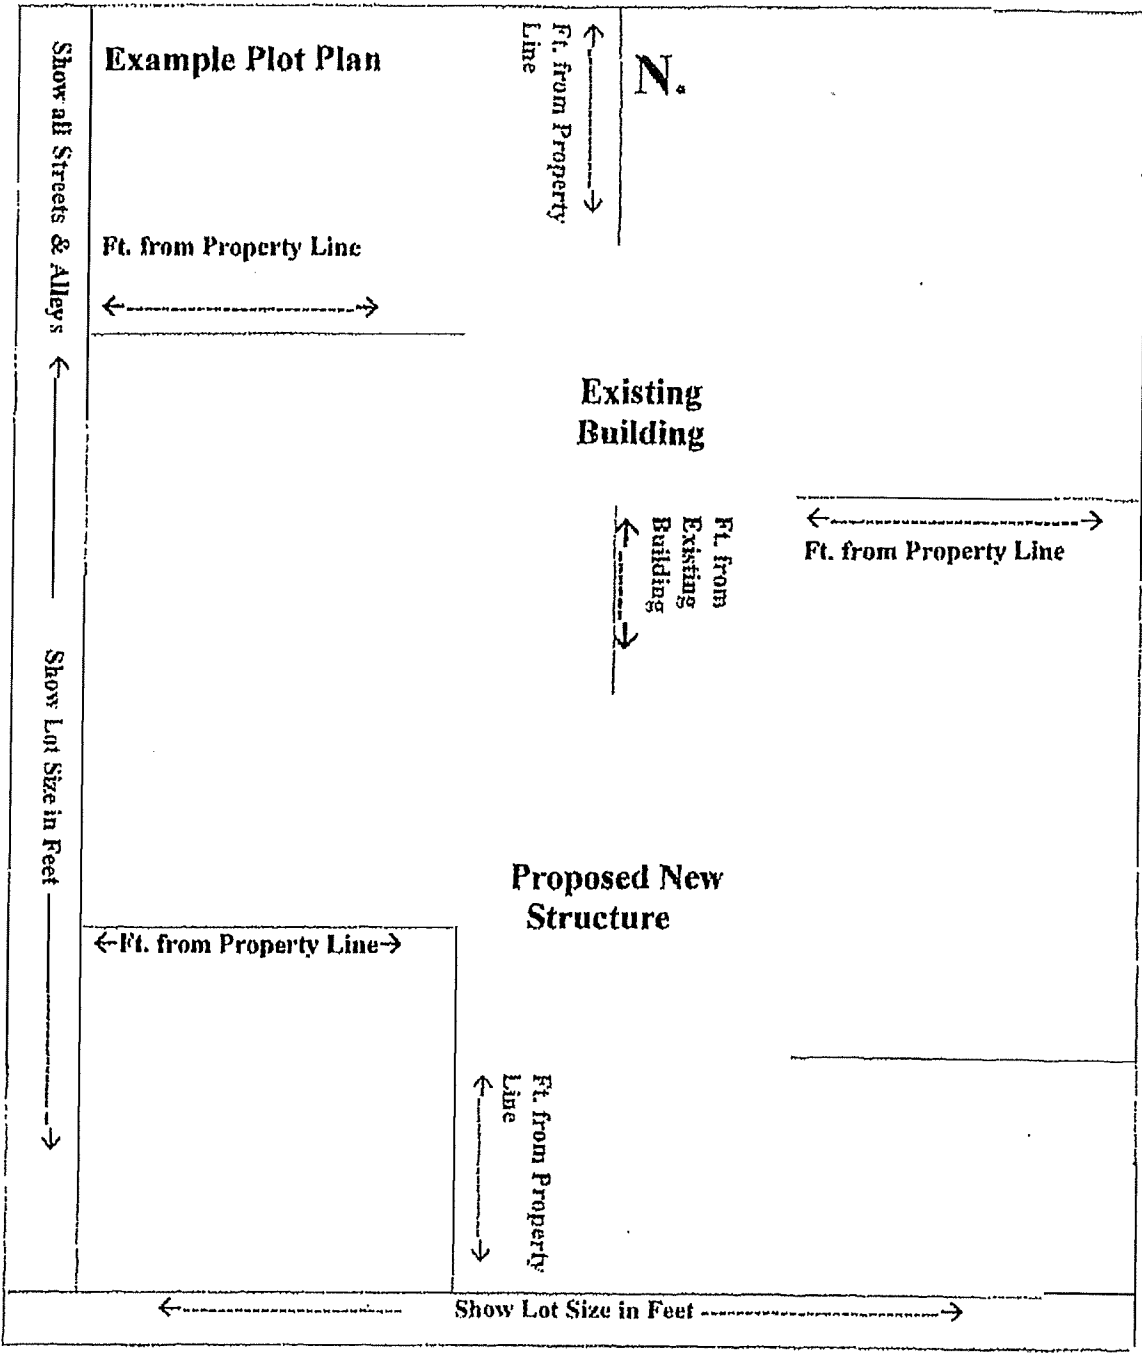 Example Plot Plan
Ft. from Property
Line
N.
Show all Streets & Alleys
Ft. from Property Line
Existing
Building
Ft. from
Existing
Building
Ft. from Property Line
Show Lot Size in Feet
Proposed New
Structure
Ft. from Property Line
Ft. from Property
Line
Show Lot Size in Feet